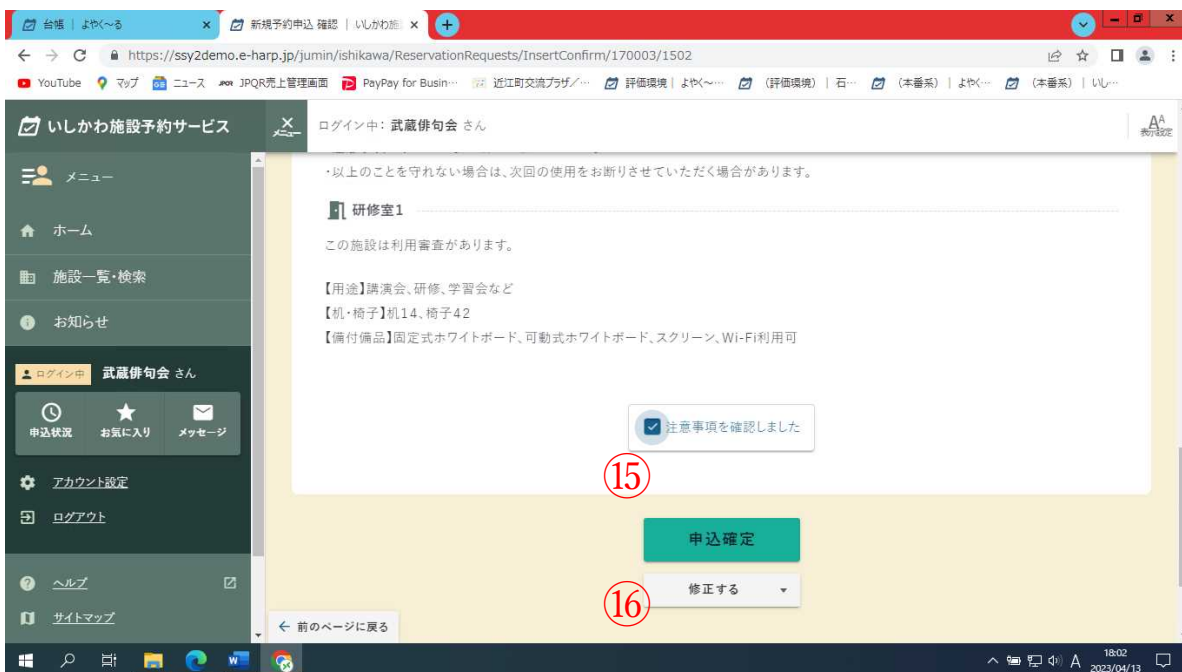 台帳 | よやく～る
新規予約申込 確認 | いしかわ施
https://ssy2demo.e-harp.jp/jumin/ishikawa/ReservationRequests/InsertConfirm/170003/1502
YouTube マップ ニュース JPQR売上管理画面 PayPay for Busin… 近江町交流プラザ／… 評価環境 | よやく～… （評価環境）| 石… （本番系）| よやく… （本番系）| いし…
いしかわ施設予約サービス
メニュー
ログイン中：武蔵俳句会 さん
表示設定
メニュー
・以上のことを守れない場合は、次回の使用をお断りさせていただく場合があります。
研修室1
ホーム
この施設は利用審査があります。
施設一覧・検索
【用途】講演会、研修、学習会など
【机・椅子】机14、椅子42
お知らせ
【備付備品】固定式ホワイトボード、可動式ホワイトボード、スクリーン、Wi-Fi利用可
ログイン中 武蔵俳句会 さん
申込状況 お気に入り メッセージ
注意事項を確認しました
⑮
アカウント設定
ログアウト
申込確定
ヘルプ
修正する
⑯
サイトマップ
← 前のページに戻る
A
18:02
2023/04/13